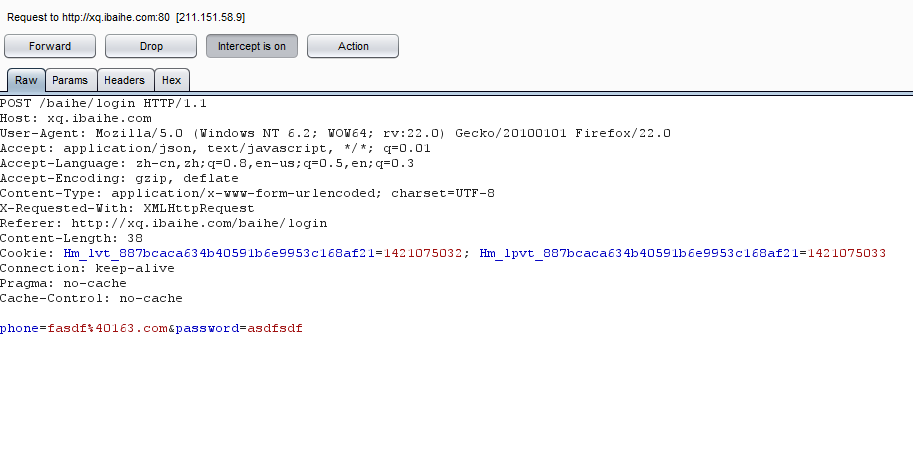 Request to http://xq.ibaihe.com:80 [211.151.58.9]
Forward Drop Intercept is on Action
Raw Params Headers Hex
POST /baihe/login HTTP/1.1
Host: xq.ibaihe.com
User-Agent: Mozilla/5.0 (Windows NT 6.2; WOW64; rv:22.0) Gecko/20100101 Firefox/22.0
Accept: application/json, text/javascript, */*; q=0.01
Accept-Language: zh-cn,zh;q=0.8,en-us;q=0.5,en;q=0.3
Accept-Encoding: gzip, deflate
Content-Type: application/x-www-form-urlencoded; charset=UTF-8
X-Requested-With: XMLHttpRequest
Referer: http://xq.ibaihe.com/baihe/login
Content-Length: 38
Cookie: Hm_lvt_887bcaca634b40591b6e9953c168af21=1421075032; Hm_lpvt_887bcaca634b40591b6e9953c168af21=1421075033
Connection: keep-alive
Pragma: no-cache
Cache-Control: no-cache
phone=fasdf%40163.com&password=asdfsdf